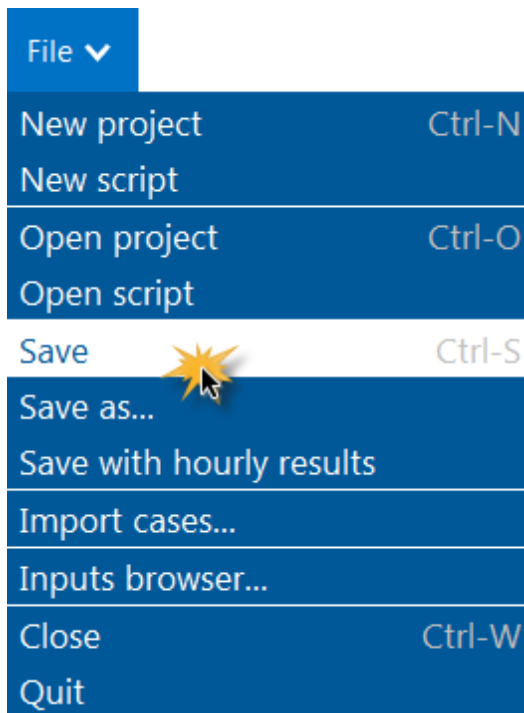 File
New project Ctrl-N
New script
Open project Ctrl-O
Open script
Save Ctrl-S
Save as...
Save with hourly results
Import cases...
Inputs browser...
Close Ctrl-W
Quit